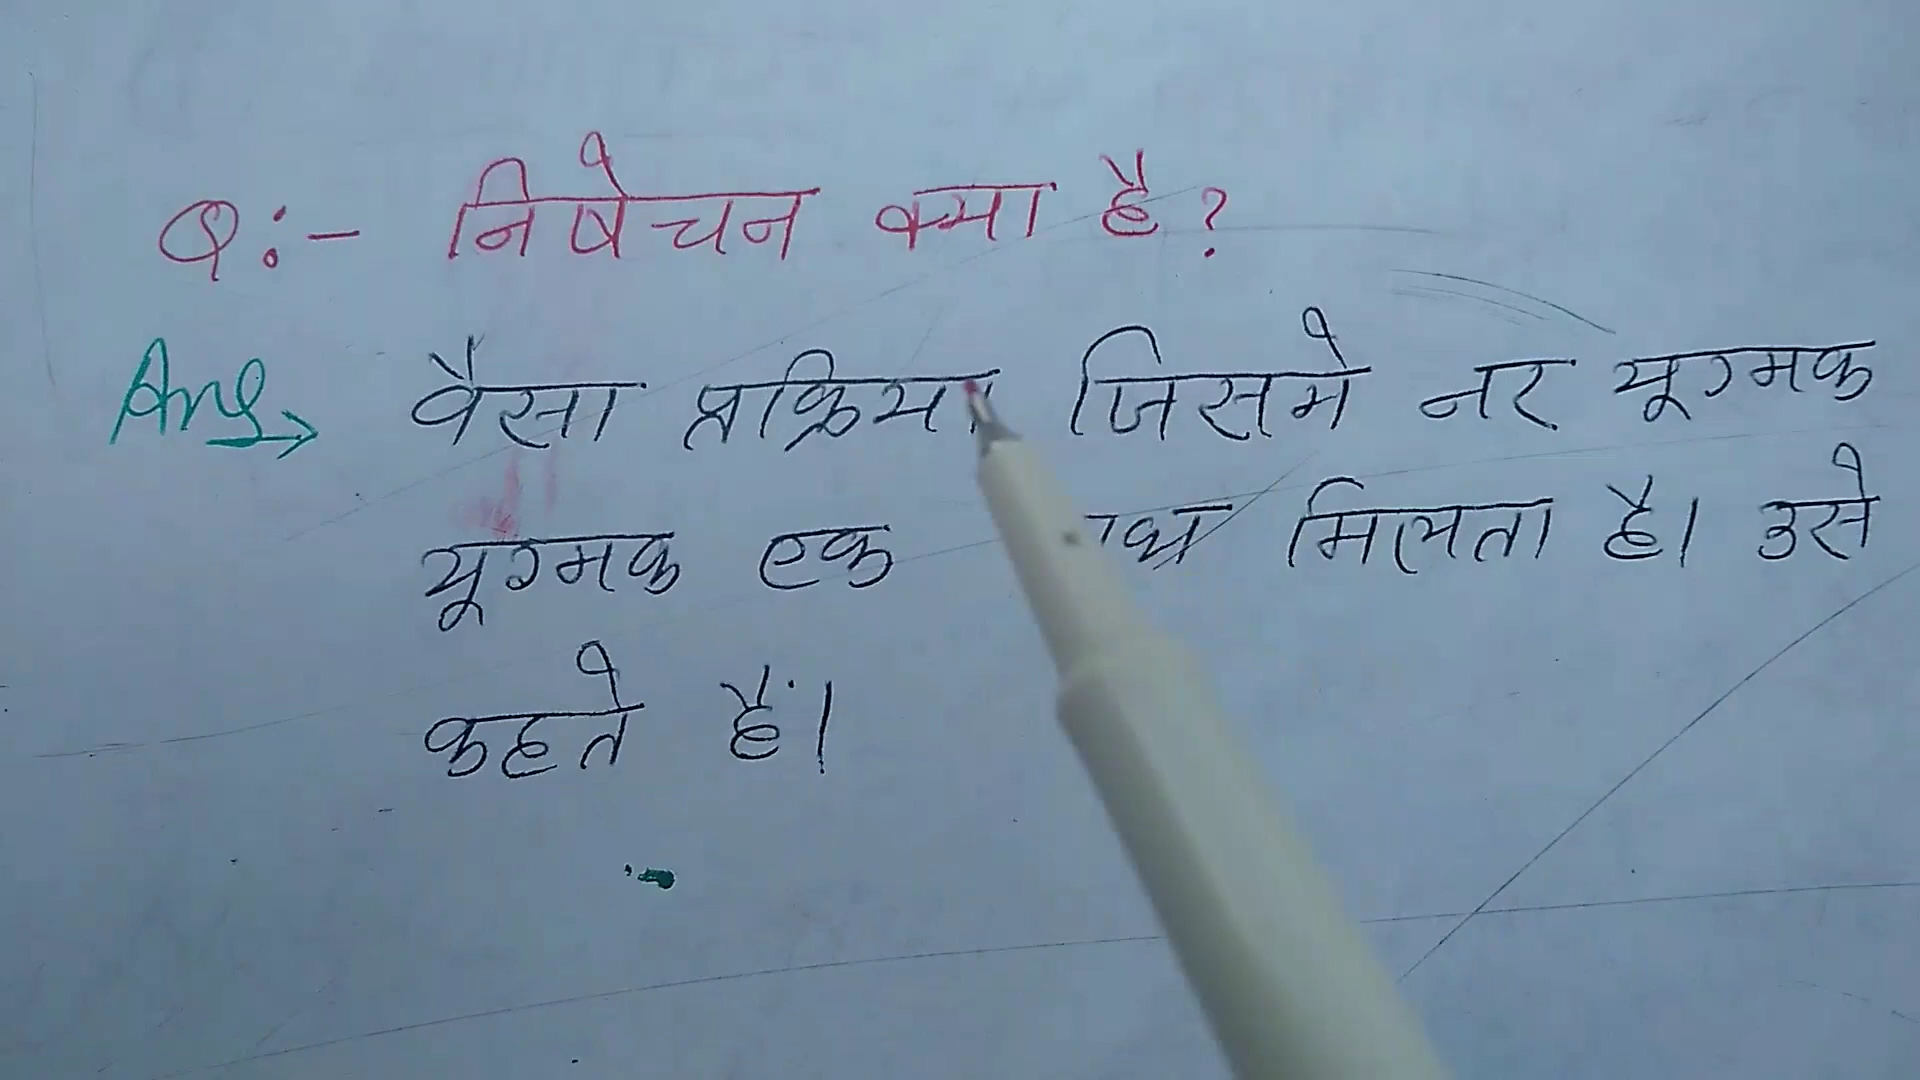 Q:- निषेचन क्या है?
Ans→ वैसा प्रक्रिया जिसमे नर यूग्मक
यूग्मक एक मिलता है। उसे
कहते हैं।